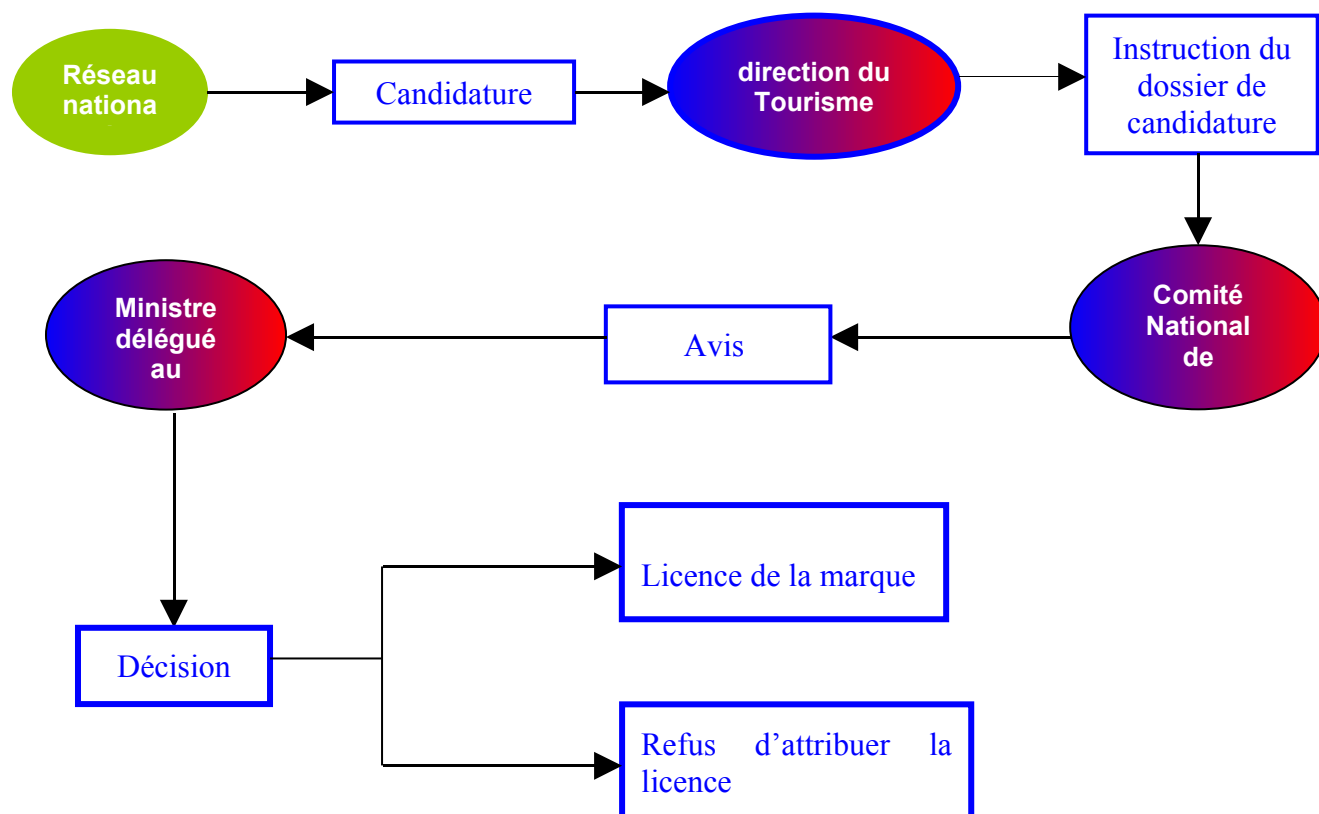 Réseau
nationa
Candidature
direction du
Tourisme
Instruction du
dossier de
candidature
Ministre
délégué
au
Avis
Comité
National
de
Licence de la marque
Décision
Refus d’attribuer la
licence